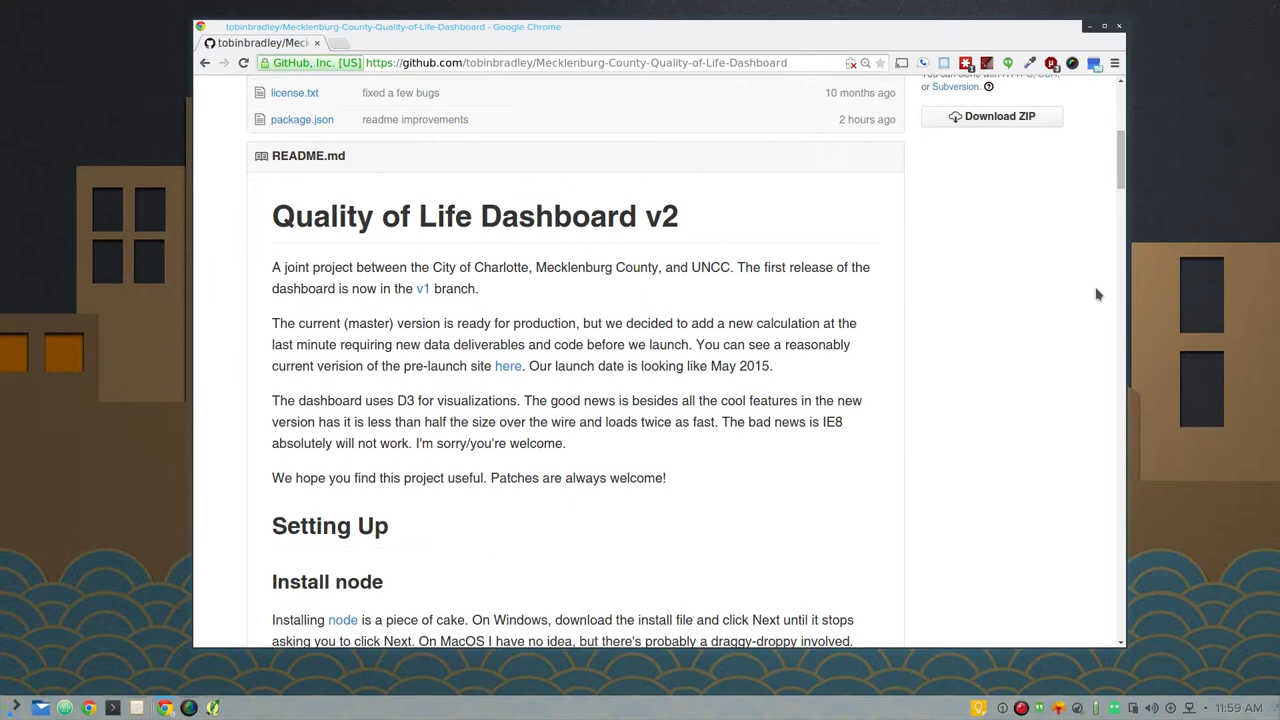 tobinbradley/Mecklenburg-County-Quality-of-Life-Dashboard - Google Chrome
tobinbradley/Meck
GitHub, Inc. [US] https://github.com/tobinbradley/Mecklenburg-County-Quality-of-Life-Dashboard
or Subversion.
license.txt fixed a few bugs 10 months ago
Download ZIP
package.json readme improvements 2 hours ago
README.md
Quality of Life Dashboard v2
A joint project between the City of Charlotte, Mecklenburg County, and UNCC. The first release of the
dashboard is now in the v1 branch.
The current (master) version is ready for production, but we decided to add a new calculation at the
last minute requiring new data deliverables and code before we launch. You can see a reasonably
current verision of the pre-launch site here. Our launch date is looking like May 2015.
The dashboard uses D3 for visualizations. The good news is besides all the cool features in the new
version has it is less than half the size over the wire and loads twice as fast. The bad news is IE8
absolutely will not work. I'm sorry/you're welcome.
We hope you find this project useful. Patches are always welcome!
Setting Up
Install node
Installing node is a piece of cake. On Windows, download the install file and click Next until it stops
asking you to click Next. On MacOS I have no idea, but there's probably a draggy-droppy involved.
11:59 AM